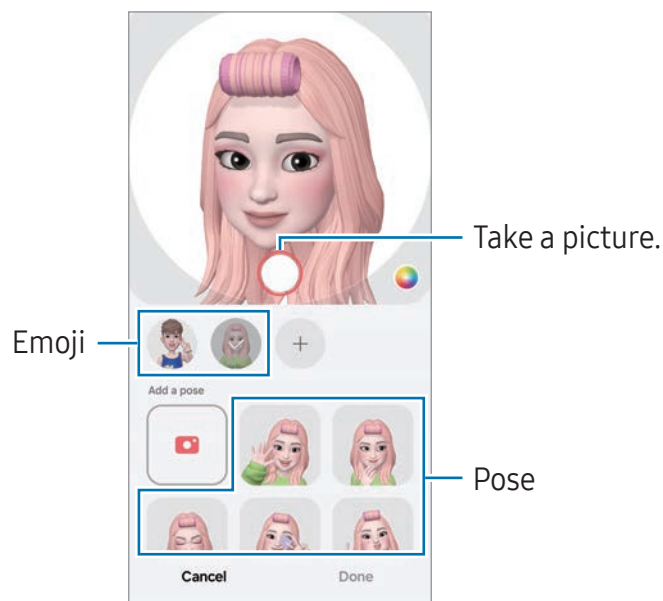 Take a picture.
Emoji
Add a pose
Pose
Cancel
Done